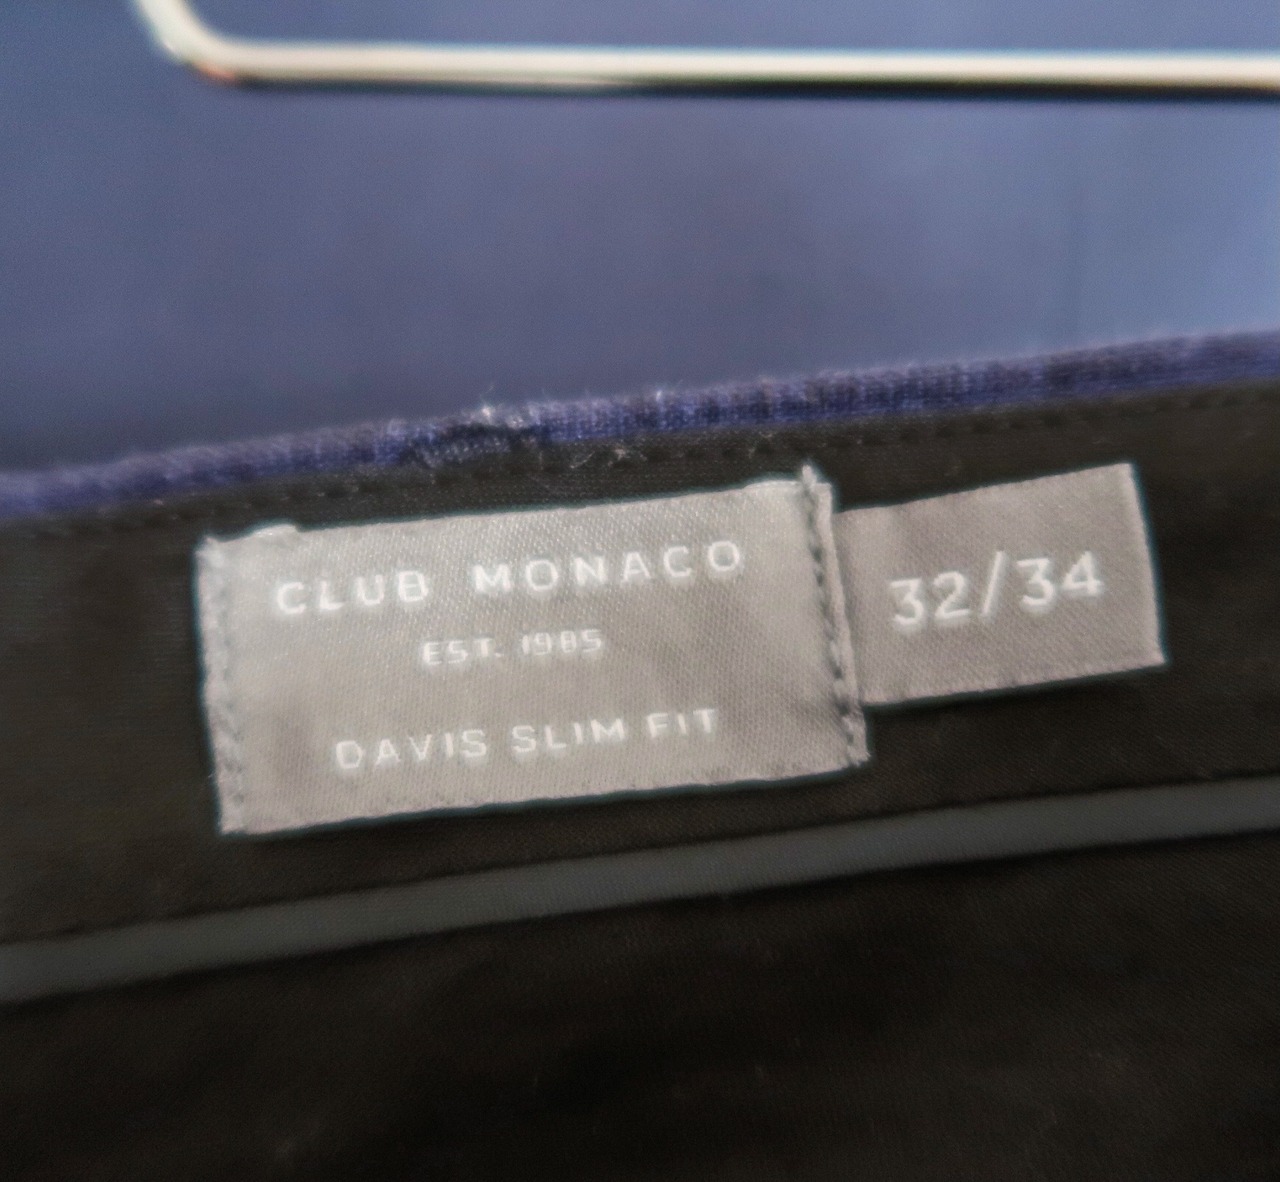 CLUB MONACO
EST. 1985
DAVIS SLIM FIT
32/34